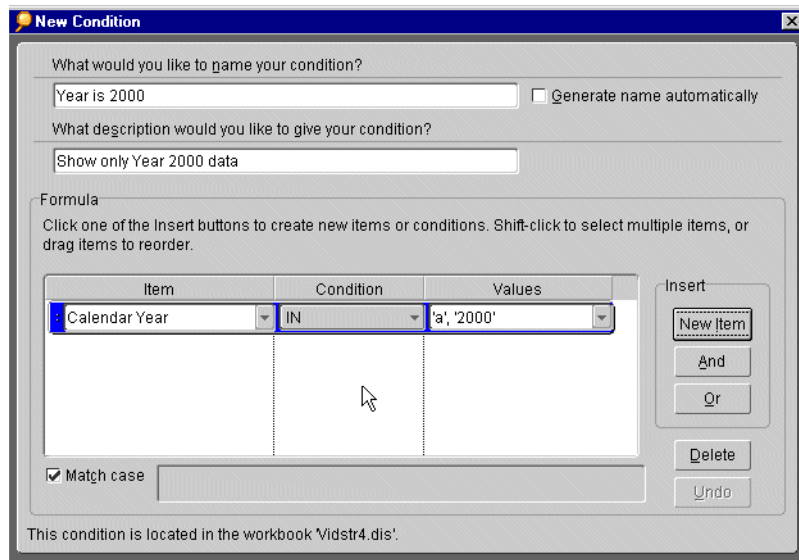 New Condition
What would you like to name your condition?
Year is 2000
Generate name automatically
What description would you like to give your condition?
Show only Year 2000 data
Formula
Click one of the Insert buttons to create new items or conditions. Shift-click to select multiple items, or
drag items to reorder.
Item Condition Values
Calendar Year IN 'a', '2000'
Insert
New Item
And
Or
Delete
Undo
Match case
This condition is located in the workbook 'Vidstr4.dis'.